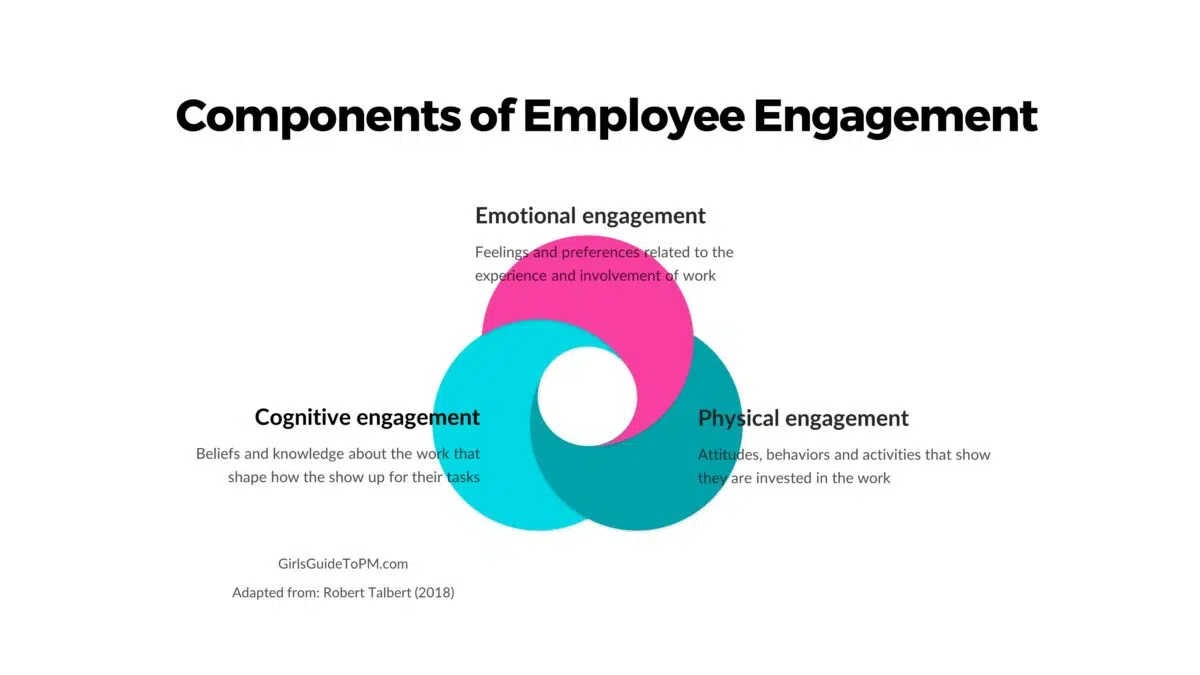 Components of Employee Engagement
Emotional engagement
Feelings and preferences related to the
experience and involvement of work
Cognitive engagement
Beliefs and knowledge about the work that
shape how the show up for their tasks
Physical engagement
Attitudes, behaviors and activities that show
they are invested in the work
GirlsGuideToPM.com
Adapted from: Robert Talbert (2018)